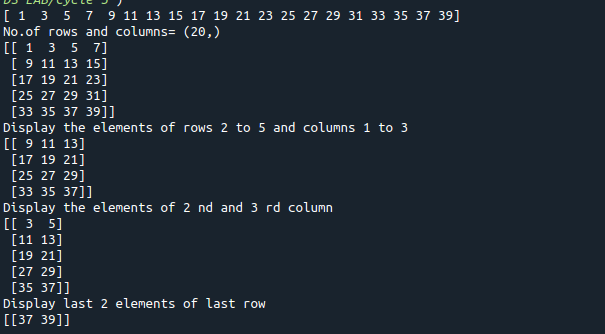 DS LAB/Cycle 3')
[ 1  3  5  7  9 11 13 15 17 19 21 23 25 27 29 31 33 35 37 39]
No.of rows and columns= (20,)
[[ 1  3  5  7]
 [ 9 11 13 15]
 [17 19 21 23]
 [25 27 29 31]
 [33 35 37 39]]
Display the elements of rows 2 to 5 and columns 1 to 3
[[ 9 11 13]
 [17 19 21]
 [25 27 29]
 [33 35 37]]
Display the elements of 2 nd and 3 rd column
[[ 3  5]
 [11 13]
 [19 21]
 [27 29]
 [35 37]]
Display last 2 elements of last row
[[37 39]]